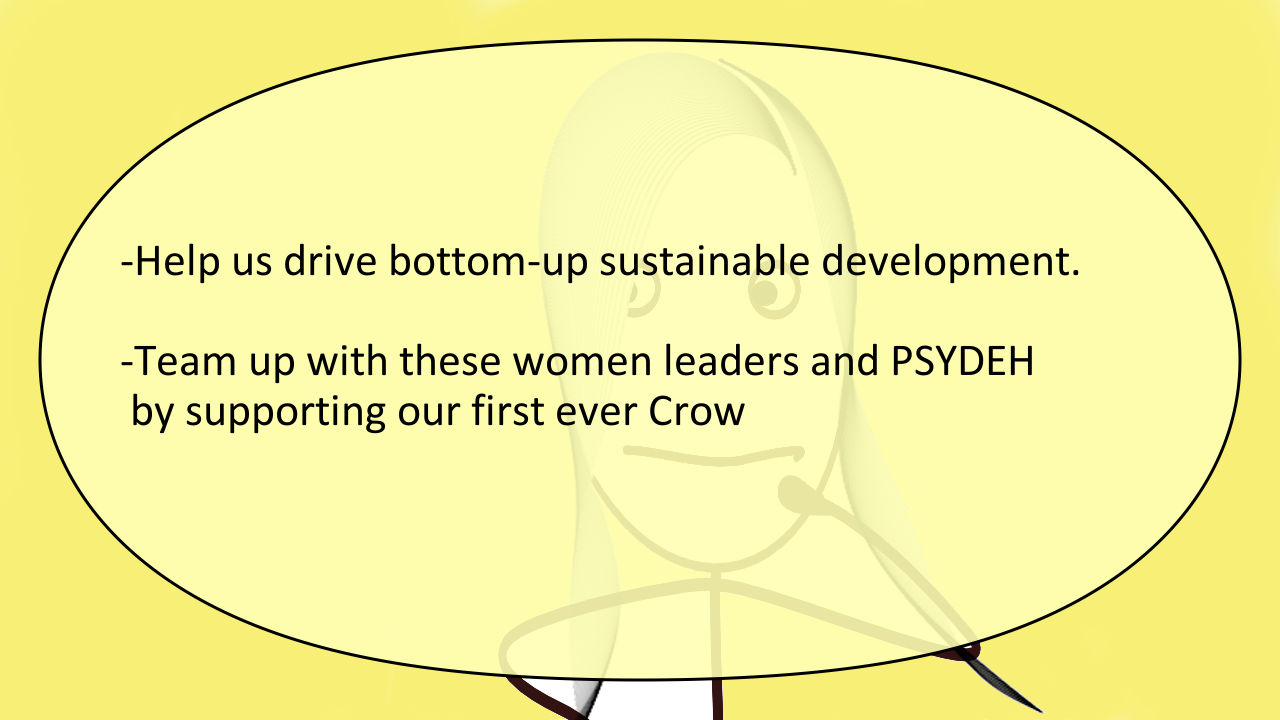 -Help us drive bottom-up sustainable development.
-Team up with these women leaders and PSYDEH
by supporting our first ever Crow